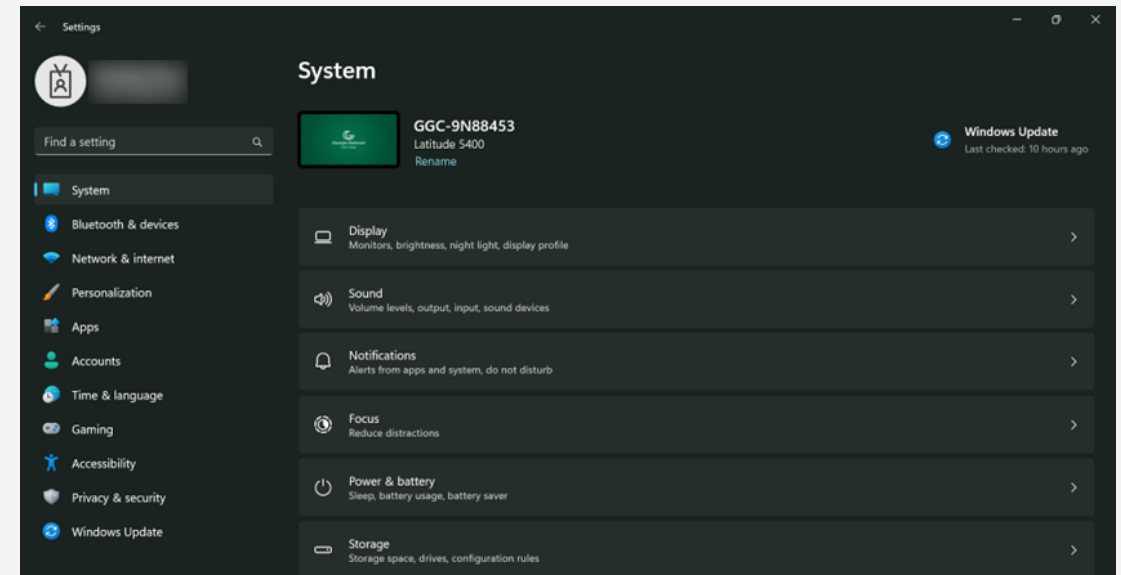 Settings
Find a setting
System
Bluetooth & devices
Network & internet
Personalization
Apps
Accounts
Time & language
Gaming
Accessibility
Privacy & security
Windows Update
System
GGC-9N88453
Latitude 5400
Rename
Windows Update
Last checked: 10 hours ago
Display
Monitors, brightness, night light, display profile
Sound
Volume levels, output, input, sound devices
Notifications
Alerts from apps and system, do not disturb
Focus
Reduce distractions
Power & battery
Sleep, battery usage, battery saver
Storage
Storage space, drives, configuration rules